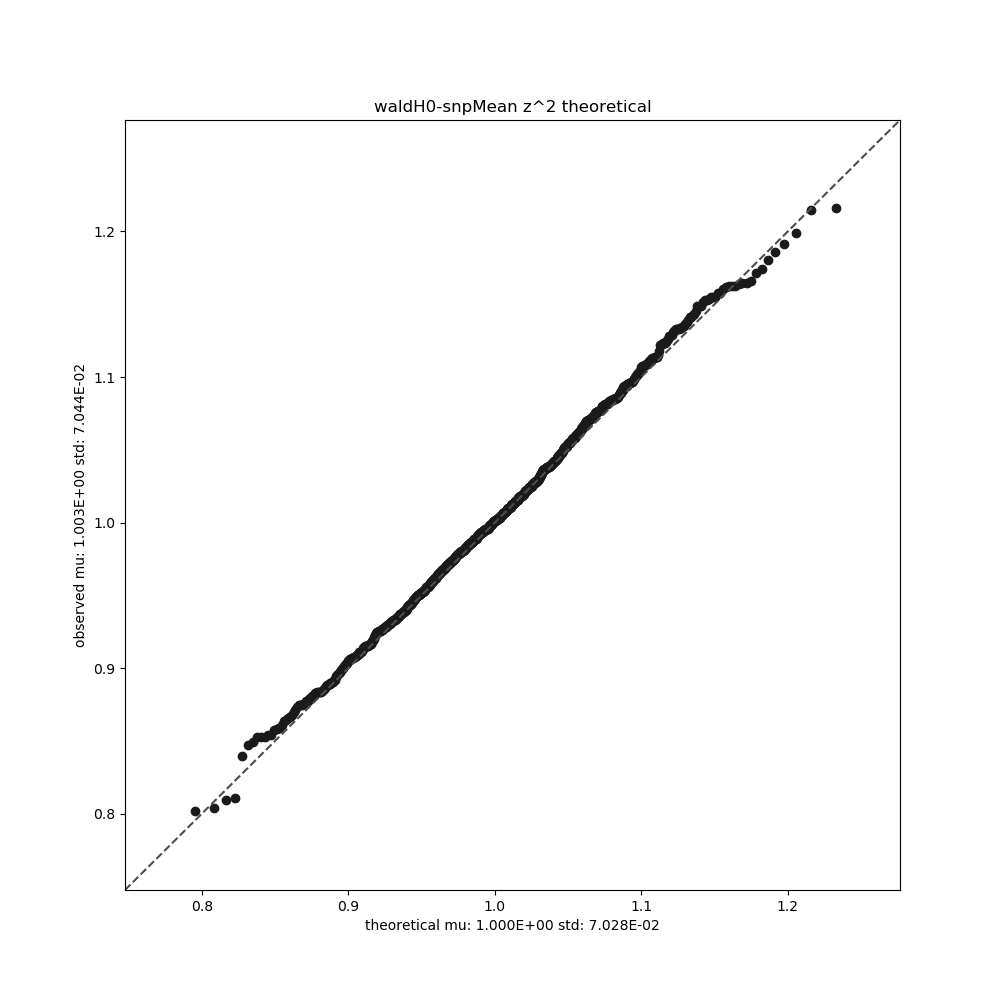 waldH0-snpMean z^2 theoretical
observed mu: 1.003E+00 std: 7.044E-02
1.2
1.1
1.0
0.9
0.8
0.8 0.9 1.0 1.1 1.2
theoretical mu: 1.000E+00 std: 7.028E-02